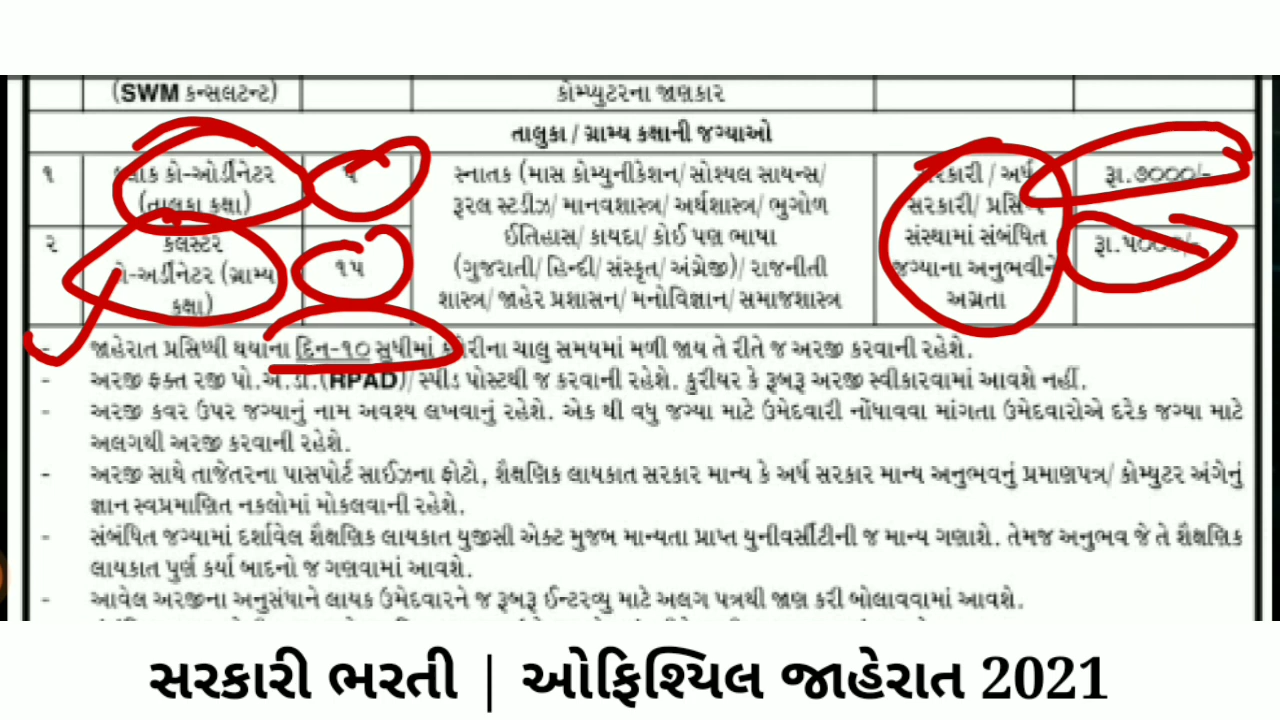 (SWM કન્સલટન્ટ) કોમ્પ્યુટરના જાણકાર
તાલુકા / ગ્રામ્ય કક્ષાની જગ્યાઓ
૧ બ્લોક કો-ઓર્ડીનેટર (તાલુકા કક્ષા)
૨ કલસ્ટર
કો-અર્ડીનેટર (ગ્રામ્ય
કક્ષા) ૧૫
સ્નાતક (માસ કોમ્યુનીકેશન/ સોશ્યલ સાયન્સ/
રૂરલ સ્ટડીઝ/ માનવશાસ્ત્ર/ અર્થશાસ્ત્ર/ ભુગોળ
ઈતિહાસ/ કાયદા/ કોઈ પણ ભાષા
(ગુજરાતી/ હિન્દી/ સંસ્કૃત/ અંગ્રેજી)/ રાજનીતી
શાસ્ત્ર/ જાહેર પ્રશાસન/ મનોવિજ્ઞાન/ સમાજશાસ્ત્ર
સરકારી / અર્ધ
સરકારી/ પ્રસિધ્ધ
સંસ્થામાં સંબંધિત
જગ્યાના અનુભવીને
અગ્રતા
રૂા.૭૦૦૦/-
રૂા.૫૦૦૦/-
- જાહેરાત પ્રસિધ્ધી થયાના દિન-૧૦ સુધીમાં કચેરીના ચાલુ સમયમાં મળી જાય તે રીતે જ અરજી કરવાની રહેશે.
- અરજી ફક્ત રજી પો.એ.ડી.(RPAD)/ સ્પીડ પોસ્ટથી જ કરવાની રહેશે. કુરીયર કે રૂબરૂ અરજી સ્વીકારવામાં આવશે નહીં.
- અરજી કવર ઉપર જગ્યાનું નામ અવશ્ય લખવાનું રહેશે. એક થી વધુ જગ્યા માટે ઉમેદવારી નોંધાવવા માંગતા ઉમેદવારોએ દરેક જગ્યા માટે
અલગથી અરજી કરવાની રહેશે.
- અરજી સાથે તાજેતરના પાસપોર્ટ સાઈઝના ફોટો, શૈક્ષણિક લાયકાત સરકાર માન્ય કે અર્ધ સરકાર માન્ય અનુભવનું પ્રમાણપત્ર/ કોમ્યુટર અંગેનું
જ્ઞાન સ્વપ્રમાણિત નકલોમાં મોકલવાની રહેશે.
- સંબંધિત જગ્યામાં દર્શાવેલ શૈક્ષણિક લાયકાત યુજીસી એક્ટ મુજબ માન્યતા પ્રાપ્ત યુનીવર્સીટીની જ માન્ય ગણાશે. તેમજ અનુભવ જે તે શૈક્ષણિક
લાયકાત પુર્ણ કર્યા બાદનો જ ગણવામાં આવશે.
- આવેલ અરજીના અનુસંધાને લાયક ઉમેદવારને જ રૂબરૂ ઈન્ટરવ્યુ માટે અલગ પત્રથી જાણ કરી બોલાવવામાં આવશે.
સરકારી ભરતી | ઓફિશ્યિલ જાહેરાત 2021